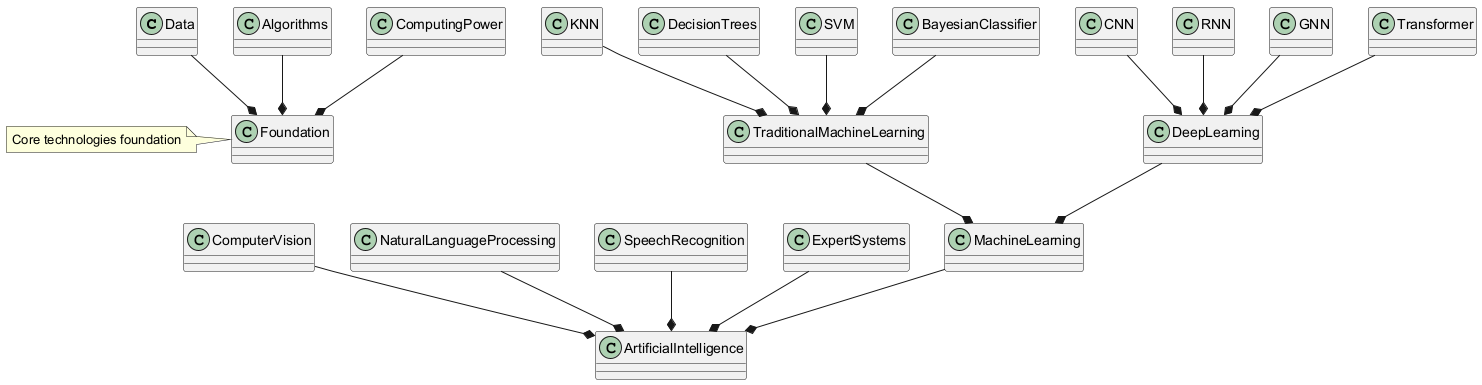 C Data
C Algorithms
C ComputingPower
C KNN
C DecisionTrees
C SVM
C BayesianClassifier
C CNN
C RNN
C GNN
C Transformer
Core technologies foundation
C Foundation
C TraditionalMachineLearning
C DeepLearning
C ComputerVision
C NaturalLanguageProcessing
C SpeechRecognition
C ExpertSystems
C MachineLearning
C ArtificialIntelligence